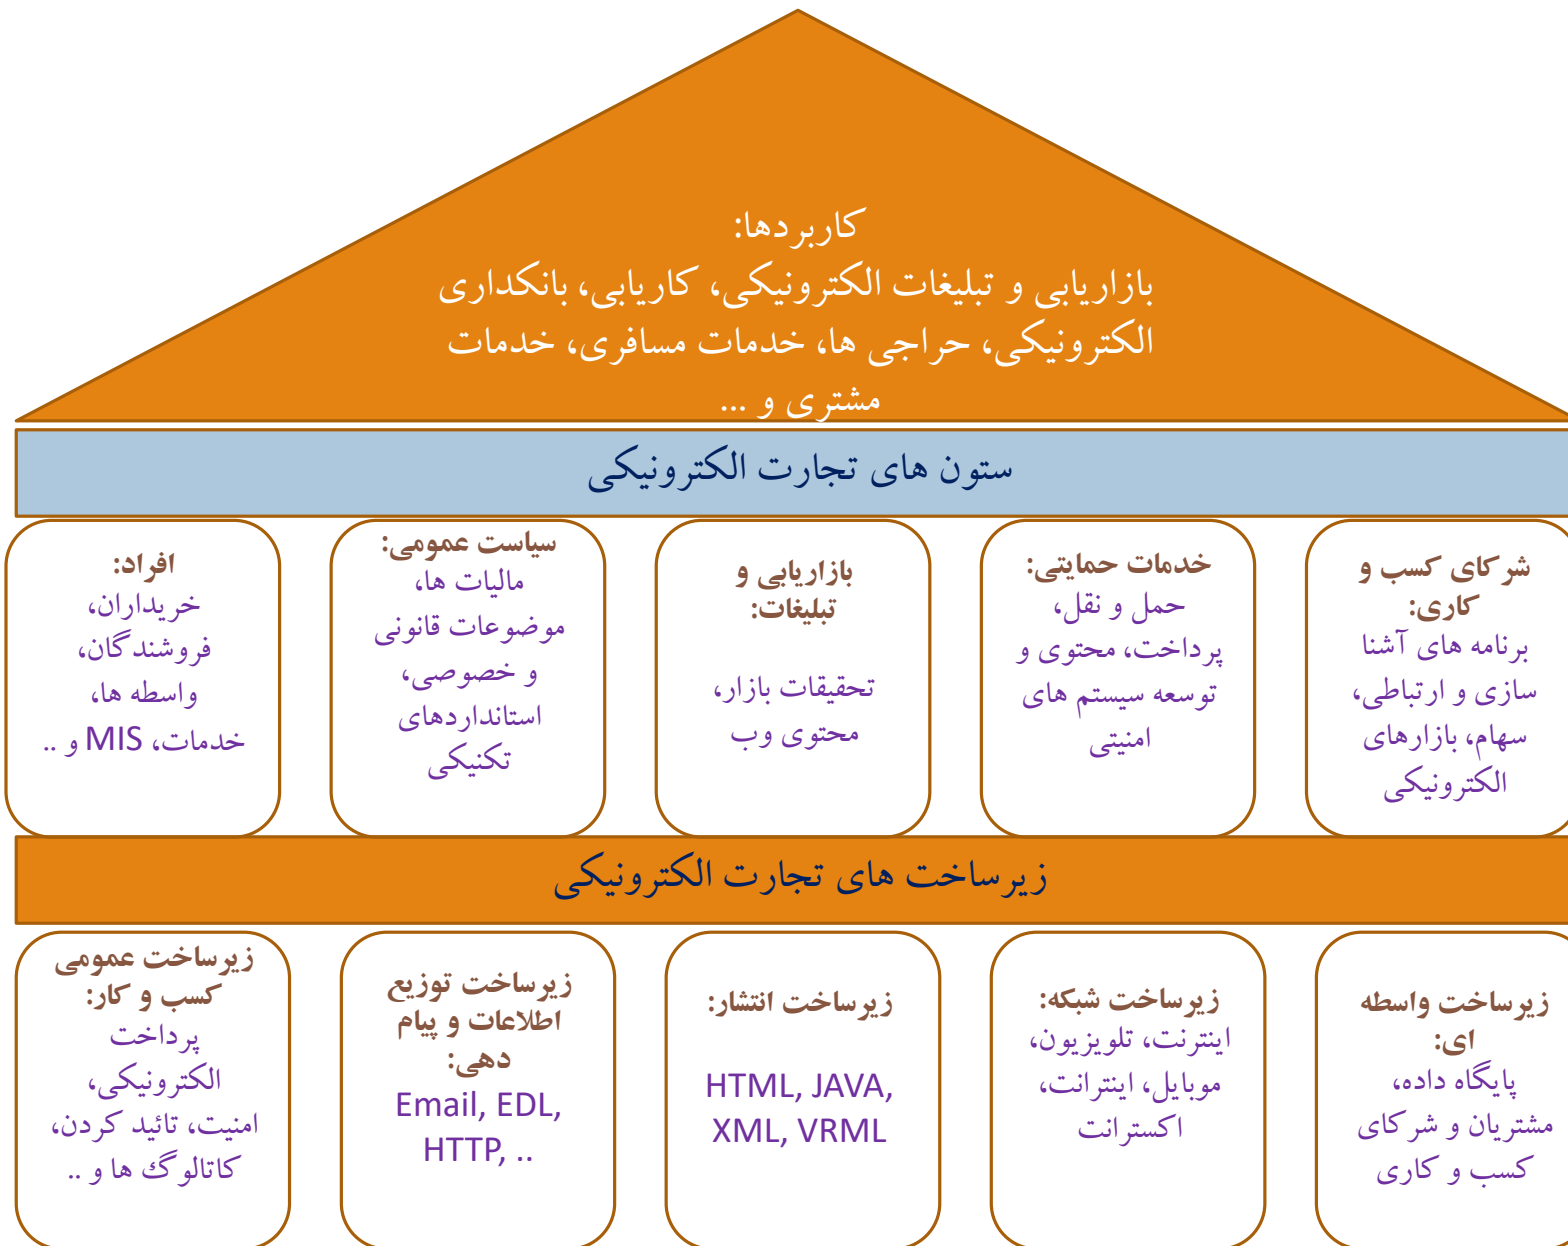 کاربردها:
بازاریابی و تبلیغات الکترونیکی، کاریابی، بانکداری
الکترونیکی، حراجی ها، خدمات مسافری، خدمات
مشتری و ...
ستون های تجارت الکترونیکی
شرکای کسب و
کاری:
برنامه های آشنا
سازی و ارتباطی،
سهام، بازارهای
الکترونیکی
خدمات حمایتی:
حمل و نقل،
پرداخت، محتوی و
توسعه سیستم های
امنیتی
بازاریابی و
تبلیغات:
تحقیقات بازار،
محتوی وب
سیاست عمومی:
مالیات ها،
موضوعات قانونی
و خصوصی،
استانداردهای
تکنیکی
افراد:
خریداران،
فروشندگان،
واسطه ها،
خدمات، MIS و ..
زیرساخت های تجارت الکترونیکی
زیرساخت واسطه
ای:
پایگاه داده،
مشتریان و شرکای
کسب و کاری
زیرساخت شبکه:
اینترنت، تلویزیون،
موبایل، اینترانت،
اکسترانت
زیرساخت انتشار:
HTML, JAVA,
XML, VRML
زیرساخت توزیع
اطلاعات و پیام
دهی:
Email, EDL,
HTTP, ..
زیرساخت عمومی
کسب و کار:
پرداخت
الکترونیکی،
امنیت، تائید کردن،
کاتالوگ ها و ..